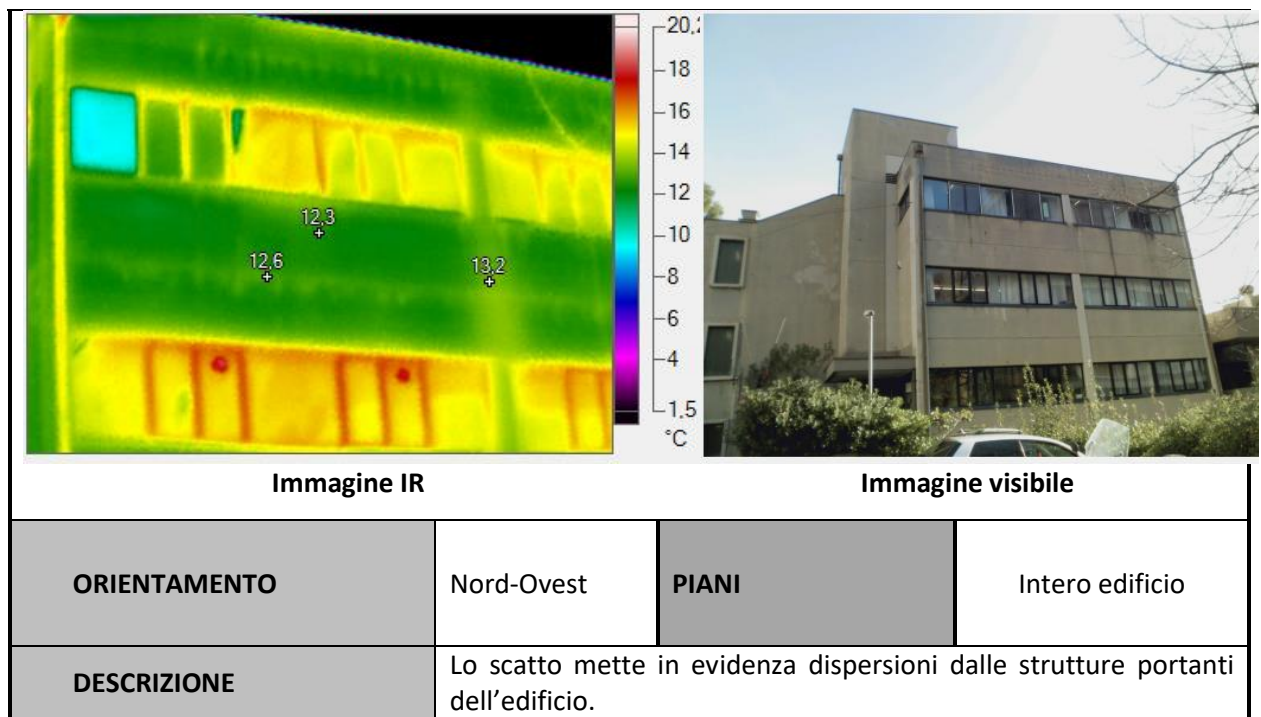 20,
18
16
14
12
10
8
6
4
1.5
°C
12,3
12,6
13,2
Immagine IR
Immagine visibile
ORIENTAMENTO
Nord-Ovest
PIANI
Intero edificio
DESCRIZIONE
Lo scatto mette in evidenza dispersioni dalle strutture portanti
dell’edificio.